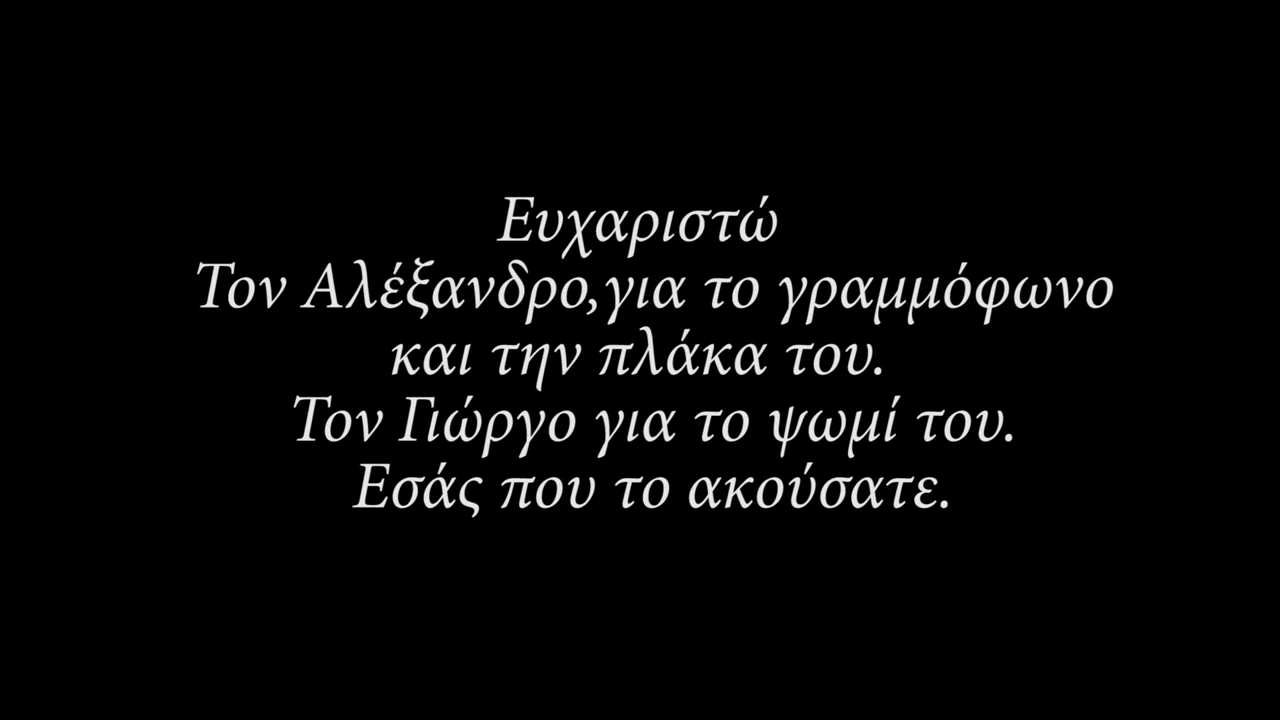 Ευχαριστώ
Τον Αλέξανδρο,για το γραμμόφωνο
και την πλάκα του.
Τον Γιώργο για το ψωμί του.
Εσάς που το ακούσατε.